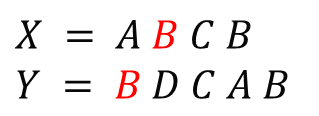 X = A B C B
Y = B D C A B